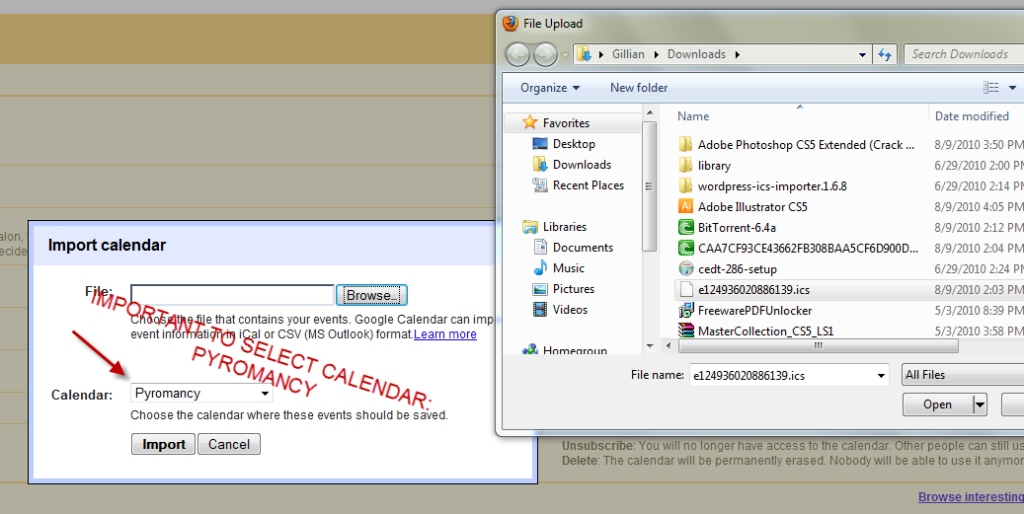 File Upload
Gillian
Downloads
Search Downloads
Organize
New folder
Favorites
Desktop
Downloads
Recent Places
Libraries
Documents
Music
Pictures
Videos
Homegroup
Name
Date modified
Adobe Photoshop CS5 Extended (Crack ...
8/9/2010 3:50 PM
library
6/29/2010 2:00 PM
wordpress-ics-importer.1.6.8
6/29/2010 2:14 PM
Adobe Illustrator CS5
8/9/2010 4:05 PM
BitTorrent-6.4a
8/9/2010 2:12 PM
CAA7CF93CE43662FB308BAA5CF6D900D...
8/9/2010 2:04 PM
cedt-286-setup
6/29/2010 2:24 PM
e124936020886139.ics
8/9/2010 2:03 PM
FreewarePDFUnlocker
5/3/2010 8:39 PM
MasterCollection_CS5_LS1
5/3/2010 3:58 PM
File name:
e124936020886139.ics
All Files
Open
alon,
ecide
Import calendar
File:
Browse...
Choose the file that contains your events. Google Calendar can imp
event information in iCal or CSV (MS Outlook) format.Learn more
IMPORTANT TO SELECT CALENDAR:
PYROMANCY
Calendar:
Pyromancy
Choose the calendar where these events should be saved.
Import
Cancel
Unsubscribe: You will no longer have access to the calendar. Other people can still us
Delete: The calendar will be permanently erased. Nobody will be able to use it anymor
Browse interesting